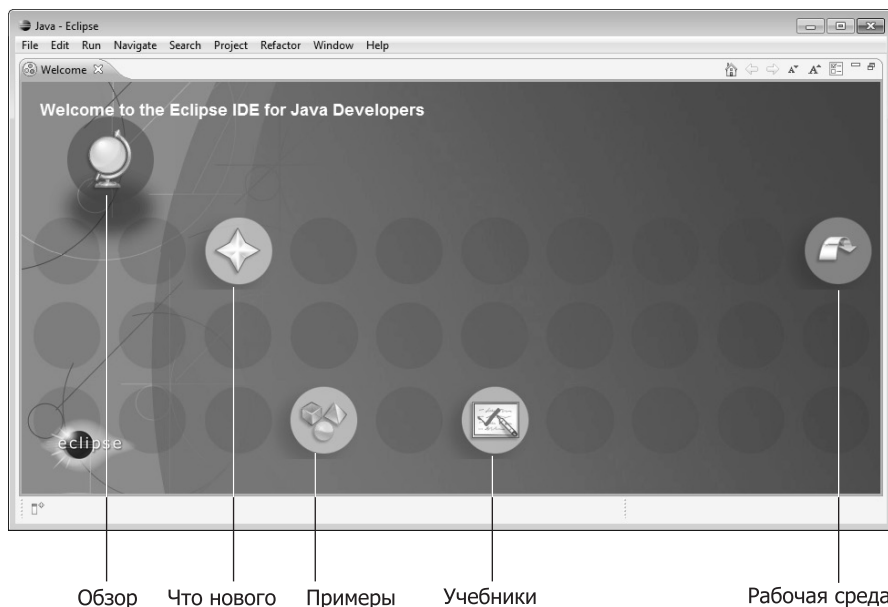 Java - Eclipse
File Edit Run Navigate Search Project Refactor Window Help
Welcome
Welcome to the Eclipse IDE for Java Developers
eclipse
Обзор Что нового Примеры Учебники Рабочая среда